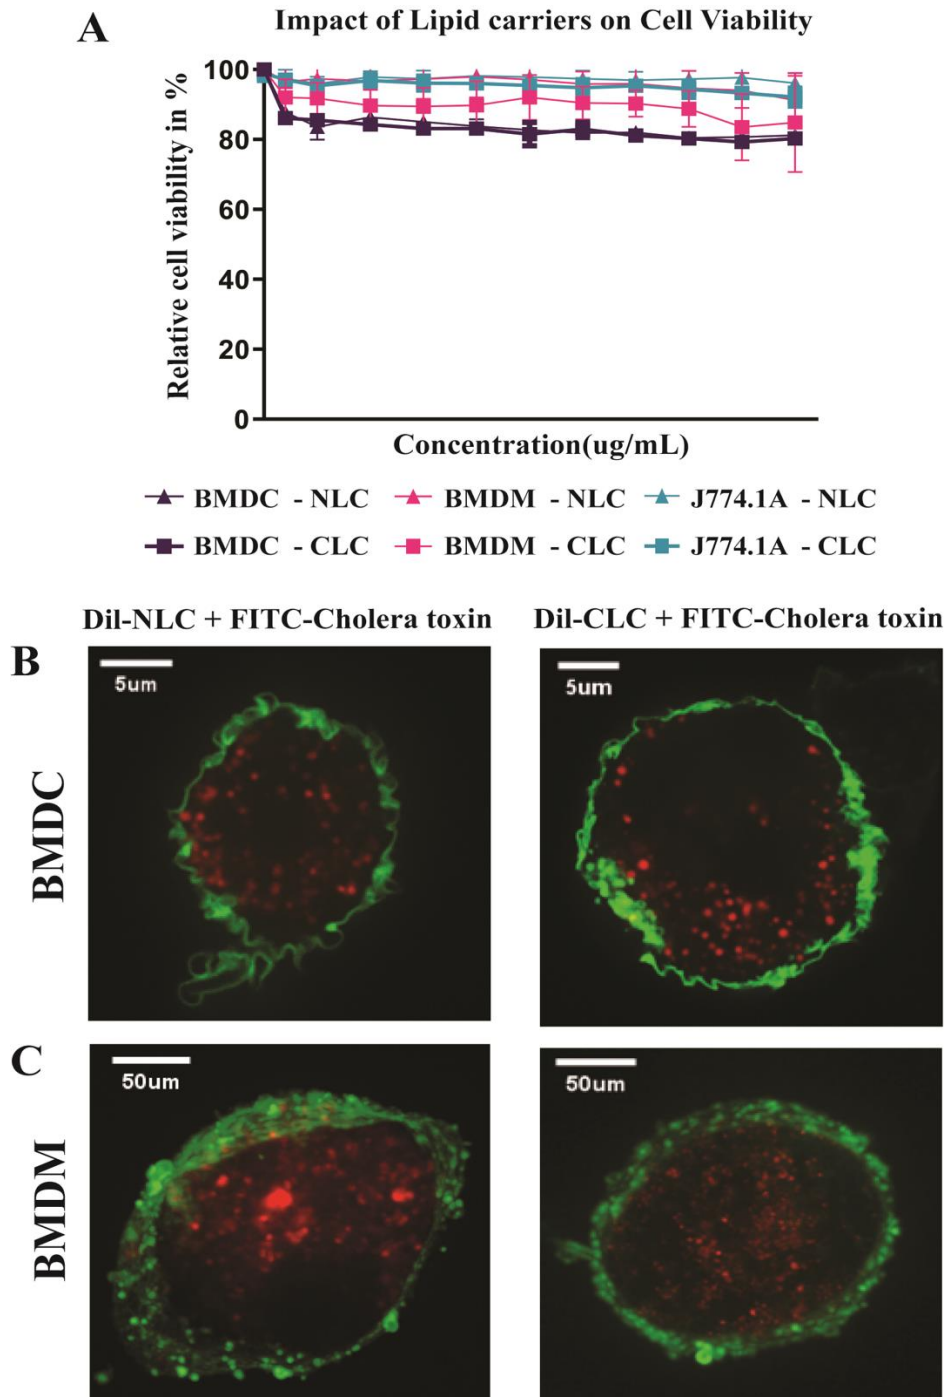 A
Impact of Lipid carriers on Cell Viability
Relative cell viability in %
100
80
60
40
20
0
Concentration(ug/mL)
BMDC - NLC BMDM - NLC J774.1A - NLC
BMDC - CLC BMDM - CLC J774.1A - CLC
Dil-NLC + FITC-Cholera toxin Dil-CLC + FITC-Cholera toxin
B
BMDC
5um 5um
C
BMDM
50um 50um